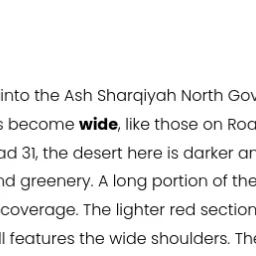 into the Ash Sharqiyah North Gov
s become wide, like those on Roa
ad 31, the desert here is darker an
nd greenery. A long portion of the
coverage. The lighter red section
ll features the wide shoulders. The